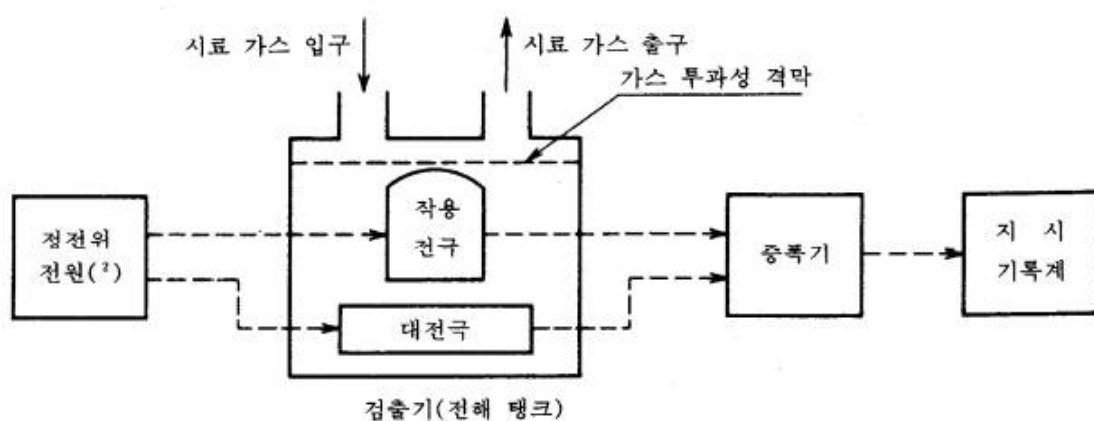 시료 가스 입구
시료 가스 출구
가스 투과성 격막
정전위
전원(²)
작용
전극
대전극
증폭기
지 시
기록계
검출기(전해 탱크)